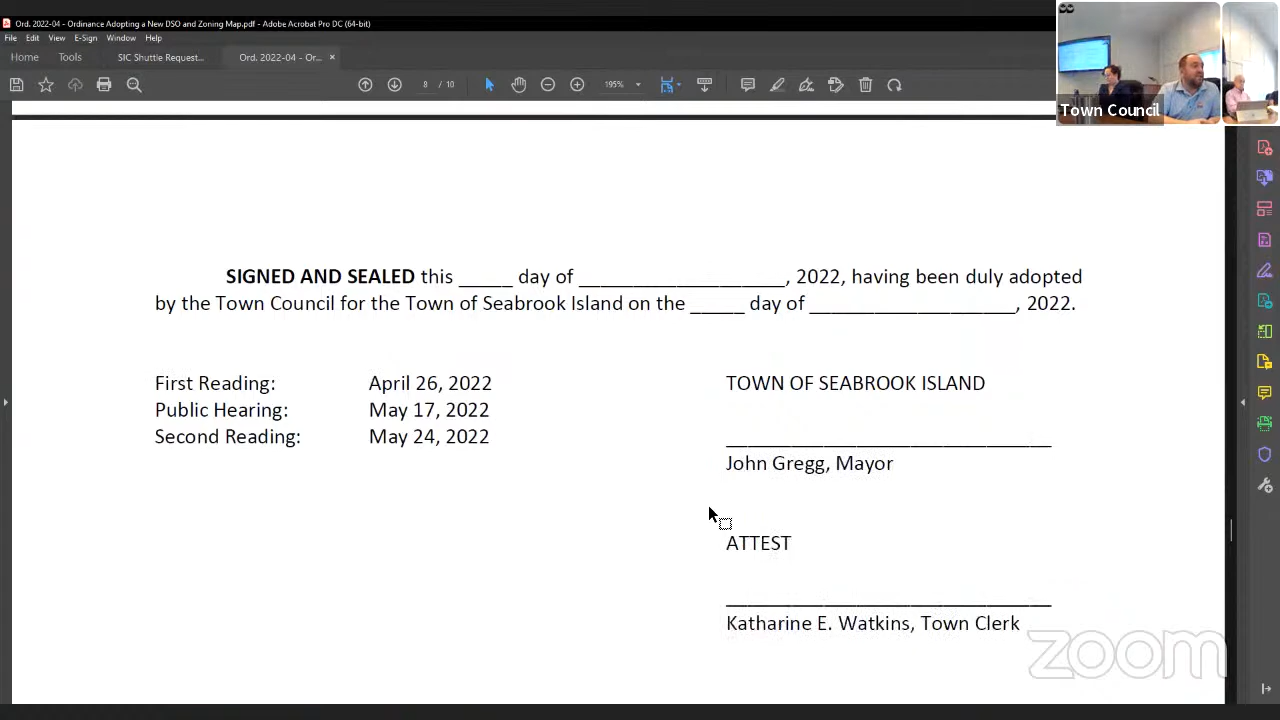 Ord. 2022-04 - Ordinance Adopting a New DSO and Zoning Map.pdf - Adobe Acrobat Pro DC (64-bit)
File Edit View E-Sign Window Help
Home Tools SIC Shuttle Request... Ord. 2022-04 - Or... ×
8 / 10 195%
Town Council
SIGNED AND SEALED this _____ day of ___________________, 2022, having been duly adopted
by the Town Council for the Town of Seabrook Island on the _____ day of ___________________, 2022.
First Reading: April 26, 2022
Public Hearing: May 17, 2022
Second Reading: May 24, 2022
TOWN OF SEABROOK ISLAND
______________________________
John Gregg, Mayor
ATTEST
______________________________
Katharine E. Watkins, Town Clerk
zoom